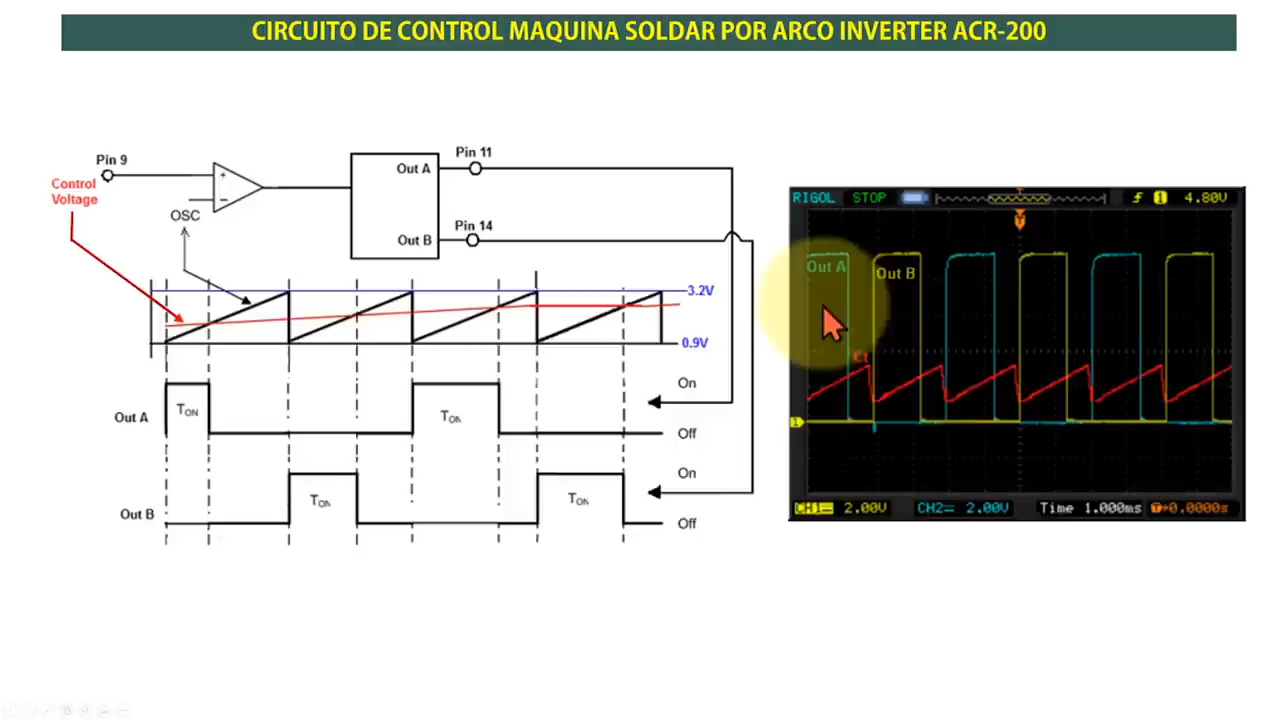 CIRCUITO DE CONTROL MAQUINA SOLDAR POR ARCO INVERTER ACR-200
Pin 9
Control
Voltage
+
−
OSC
Out A
Pin 11
Out B
Pin 14
3.2V
0.9V
Out A
TON
TON
On
Off
Out B
TON
TON
On
Off
RIGOL STOP
T
1 4.80V
Out A
Out B
Ct
1
CH1= 2.00V CH2= 2.00V Time 1.000ms T→0.0000s